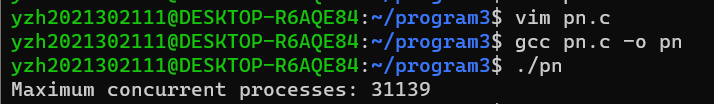 yzh2021302111@DESKTOP-R6AQE84:~/program3$ vim pn.c
yzh2021302111@DESKTOP-R6AQE84:~/program3$ gcc pn.c -o pn
yzh2021302111@DESKTOP-R6AQE84:~/program3$ ./pn
Maximum concurrent processes: 31139